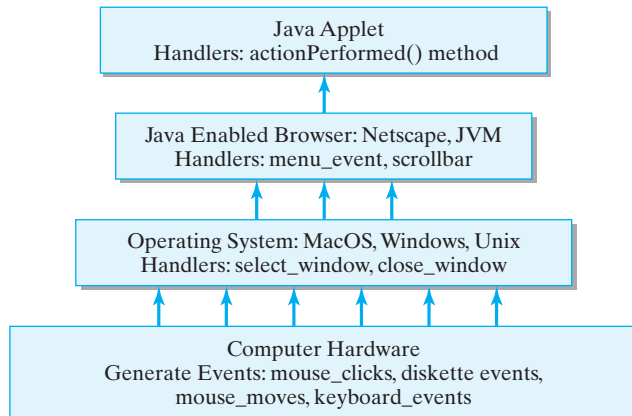 Java Applet
Handlers: actionPerformed() method
Java Enabled Browser: Netscape, JVM
Handlers: menu_event, scrollbar
Operating System: MacOS, Windows, Unix
Handlers: select_window, close_window
Computer Hardware
Generate Events: mouse_clicks, diskette events,
mouse_moves, keyboard_events